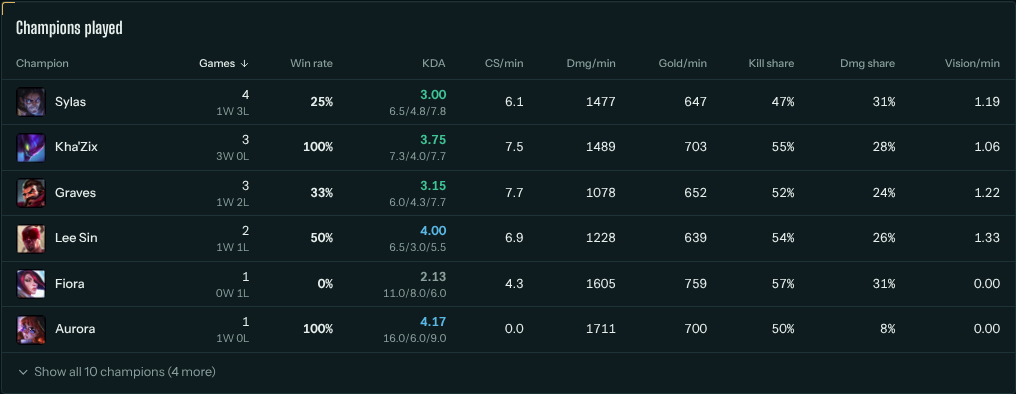 Champions played
Champion Games ↓ Win rate KDA CS/min Dmg/min Gold/min Kill share Dmg share Vision/min
Sylas 4 25% 3.00 6.1 1477 647 47% 31% 1.19
1W 3L 6.5/4.8/7.8
Kha'Zix 3 100% 3.75 7.5 1489 703 55% 28% 1.06
3W 0L 7.3/4.0/7.7
Graves 3 33% 3.15 7.7 1078 652 52% 24% 1.22
1W 2L 6.0/4.3/7.7
Lee Sin 2 50% 4.00 6.9 1228 639 54% 26% 1.33
1W 1L 6.5/3.0/5.5
Fiora 1 0% 2.13 4.3 1605 759 57% 31% 0.00
0W 1L 11.0/8.0/6.0
Aurora 1 100% 4.17 0.0 1711 700 50% 8% 0.00
1W 0L 16.0/6.0/9.0
Show all 10 champions (4 more)